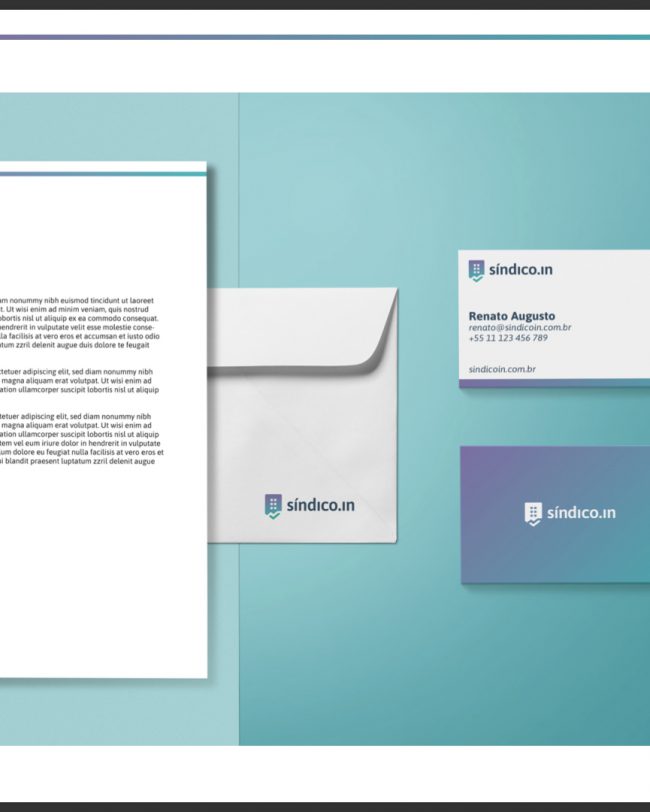 am nonummy nibh euismod tincidunt ut laoreet
t. Ut wisi enim ad minim veniam, quis nostrud
obortis nisl ut aliquip ex ea commodo consequat.
hendrerit in vulputate velit esse molestie conse-
lla facilisis at vero eros et accumsan et iusto odio
tum zzril delenit augue duis dolore te feugait
ctetuer adipiscing elit, sed diam nonummy nibh
magna aliquam erat volutpat. Ut wisi enim ad
ation ullamcorper suscipit lobortis nisl ut aliquip
tetuer adipiscing elit, sed diam nonummy nibh
magna aliquam erat volutpat. Ut wisi enim ad
ation ullamcorper suscipit lobortis nisl ut aliquip
tem vel eum iriure dolor in hendrerit in vulputate
um dolore eu feugiat nulla facilisis at vero eros et
i blandit praesent luptatum zzril delenit augue
síndico.in
síndico.in
Renato Augusto
renato@sindicoin.com.br
+55 11 123 456 789
sindicoin.com.br
síndico.in